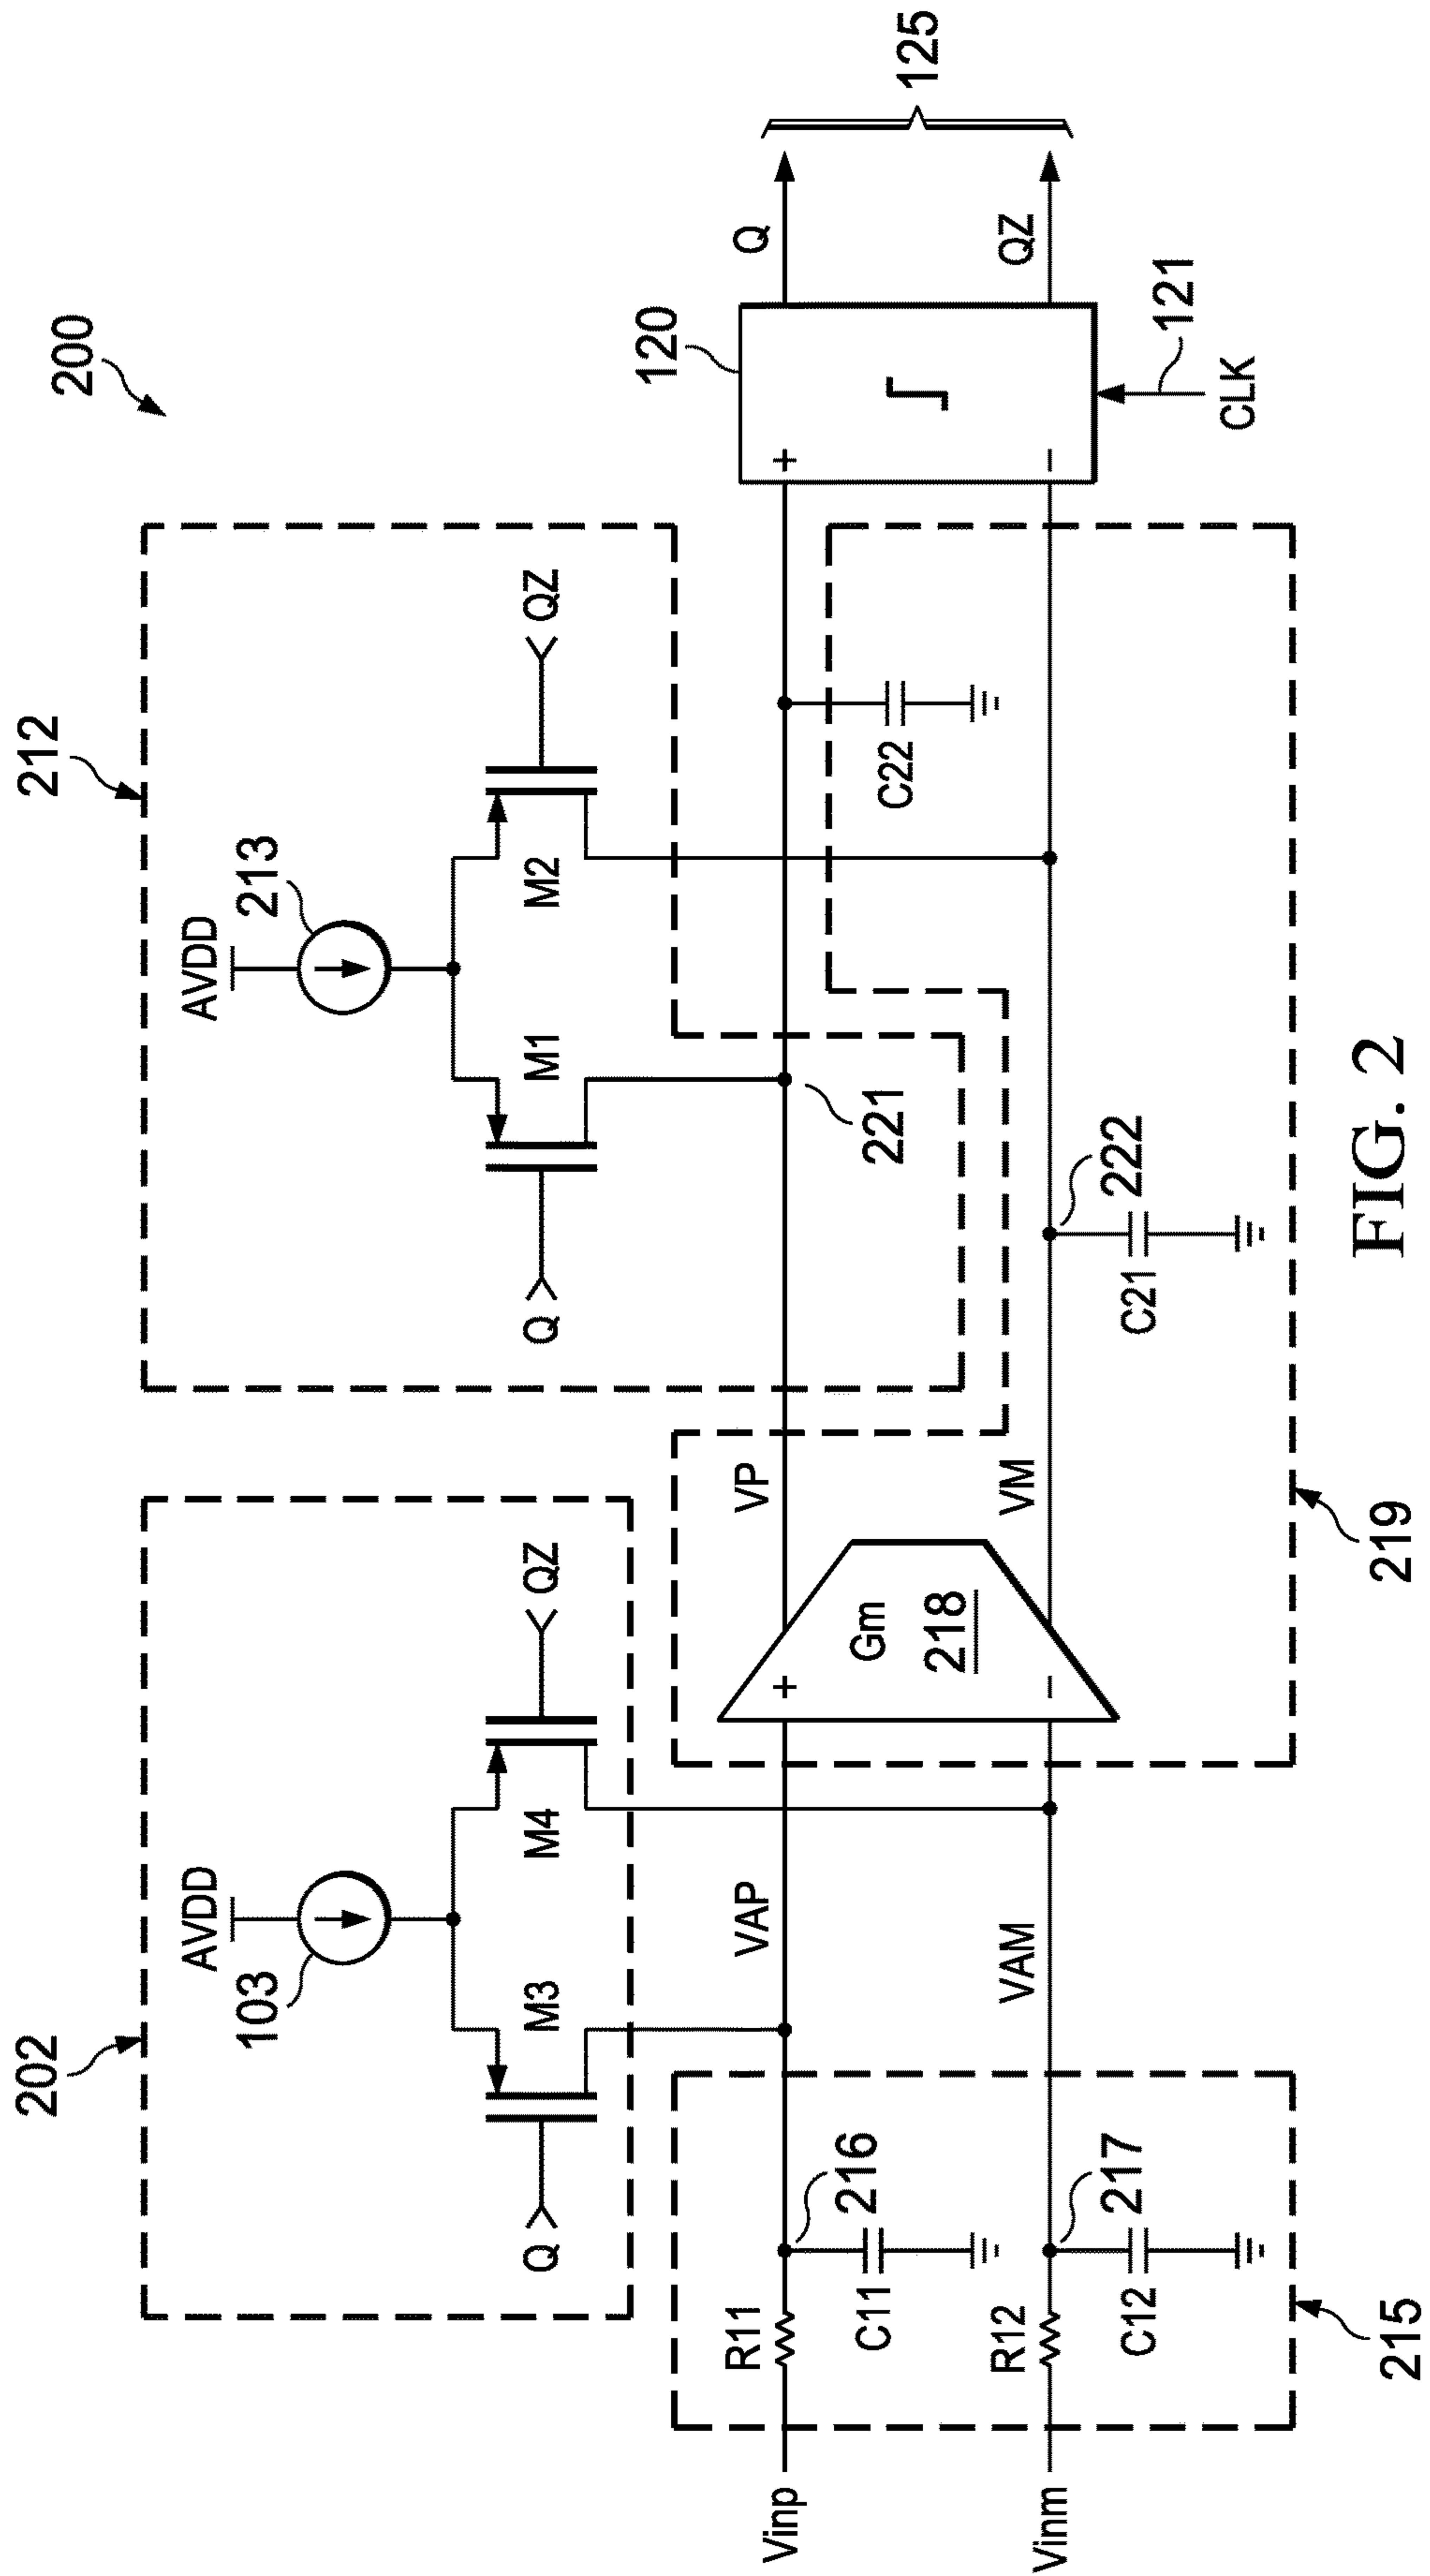 200
202
212
AVDD
103
AVDD
213
Q
M3
M4
QZ
Q
M1
M2
QZ
120
Q
125
Vinp
R11
VAP
VP
+
+
216
C11
Gm
218
221
C22
Vinm
R12
VAM
VM
-
-
QZ
217
C12
222
C21
121
CLK
215
219
FIG. 2